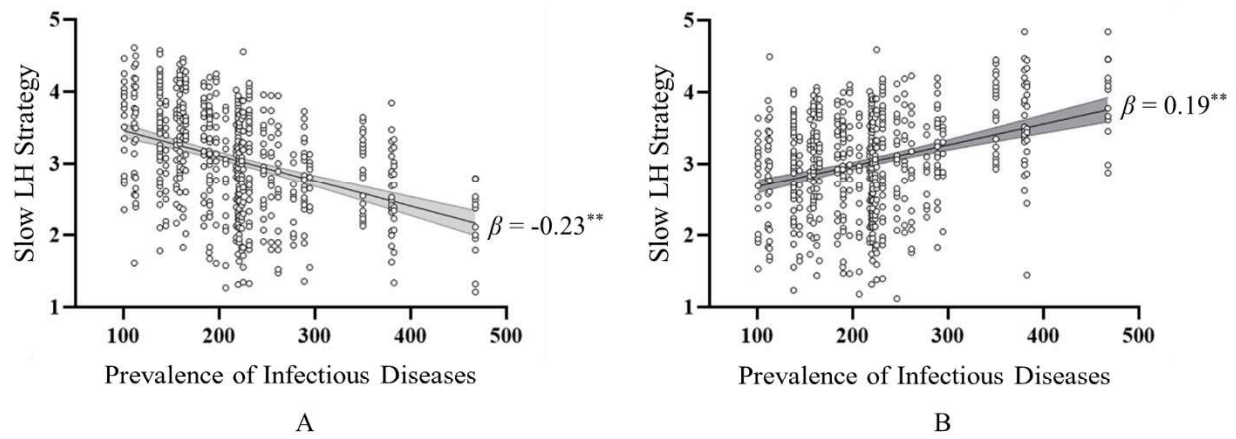 5
4
3
2
1
Slow LH Strategy
β = -0.23**
100 200 300 400 500
Prevalence of Infectious Diseases
A
5
4
3
2
1
Slow LH Strategy
β = 0.19**
100 200 300 400 500
Prevalence of Infectious Diseases
B